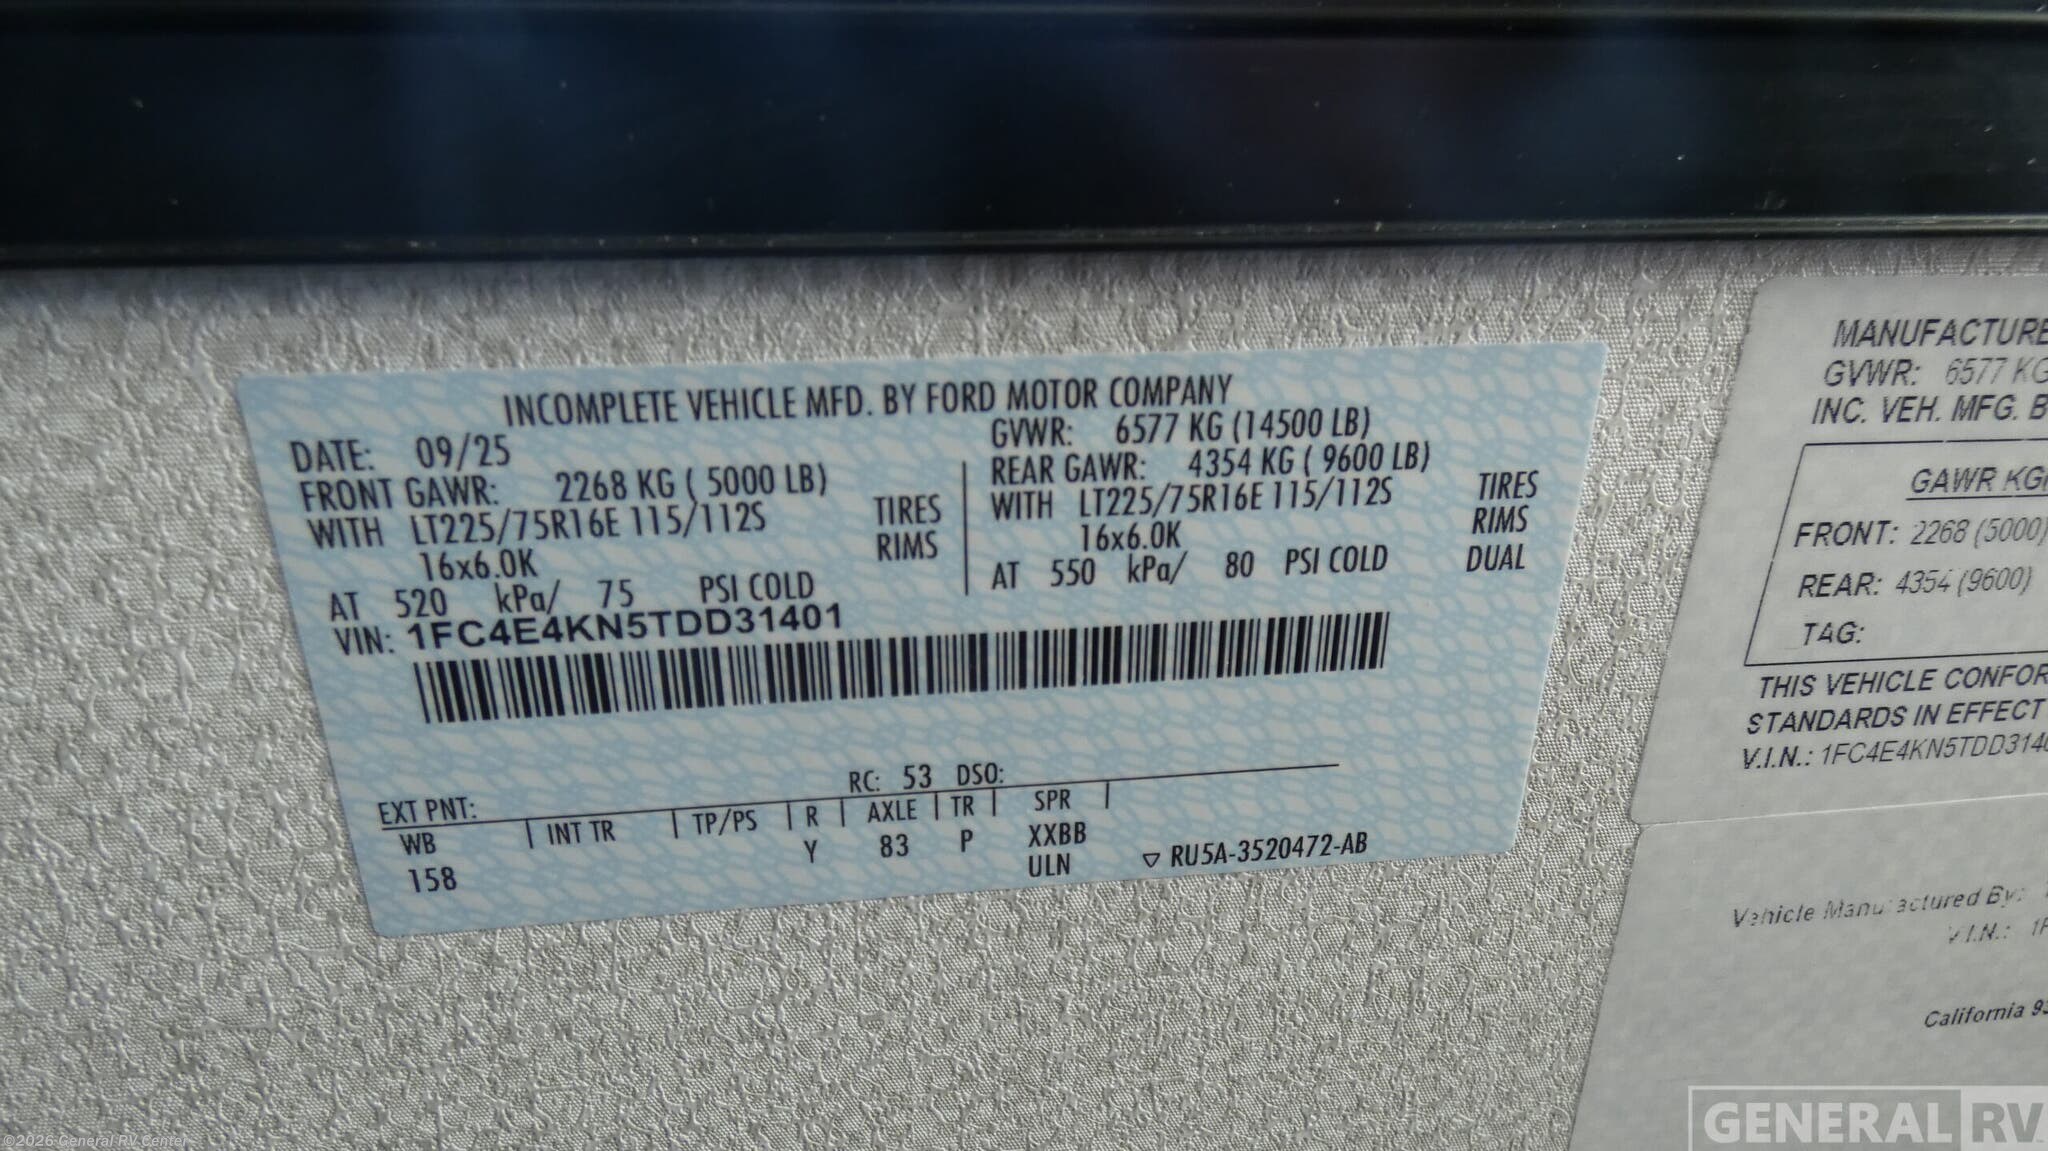 INCOMPLETE VEHICLE MFD. BY FORD MOTOR COMPANY
DATE: 09/25
GVWR: 6577 KG (14500 LB)
FRONT GAWR: 2268 KG ( 5000 LB)
REAR GAWR: 4354 KG ( 9600 LB)
WITH LT225/75R16E 115/112S TIRES
WITH LT225/75R16E 115/112S TIRES
16x6.0K RIMS
16x6.0K RIMS
AT 520 kPa/ 75 PSI COLD
AT 550 kPa/ 80 PSI COLD DUAL
VIN: 1FC4E4KN5TDD31401
EXT PNT: RC: 53 DSO:
WB | INT TR | TP/PS | R | AXLE | TR | SPR |
158 Y 83 P XXBB
ULN ▽ RU5A-3520472-AB
MANUFACTURE
GVWR: 6577 KG
INC. VEH. MFG. B
GAWR KG
FRONT: 2268 (5000)
REAR: 4354 (9600)
TAG:
THIS VEHICLE CONFOR
STANDARDS IN EFFECT
V.I.N.: 1FC4E4KN5TDD3140
Vehicle Manufactured By:
V.I.N.: 1F
California 93
GENERAL RV
©2026 General RV Center